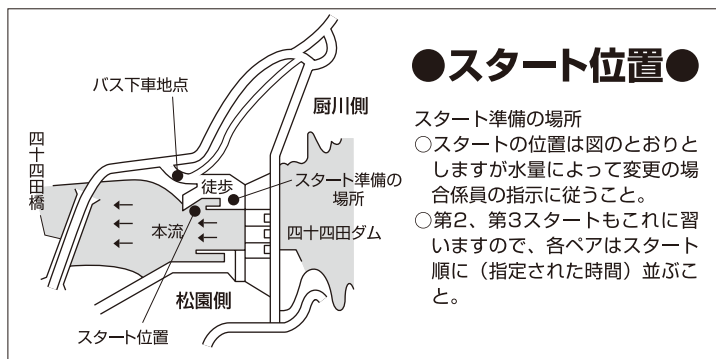 ●スタート位置●
スタート準備の場所
○スタートの位置は図のとおりと
しますが水量によって変更の場
合係員の指示に従うこと。
○第2、第3スタートもこれに習
いますので、各ペアはスタート
順に（指定された時間）並ぶこ
と。
バス下車地点
厨川側
四十四田橋
徒歩
スタート準備の
場所
本流
四十四田ダム
松園側
スタート位置